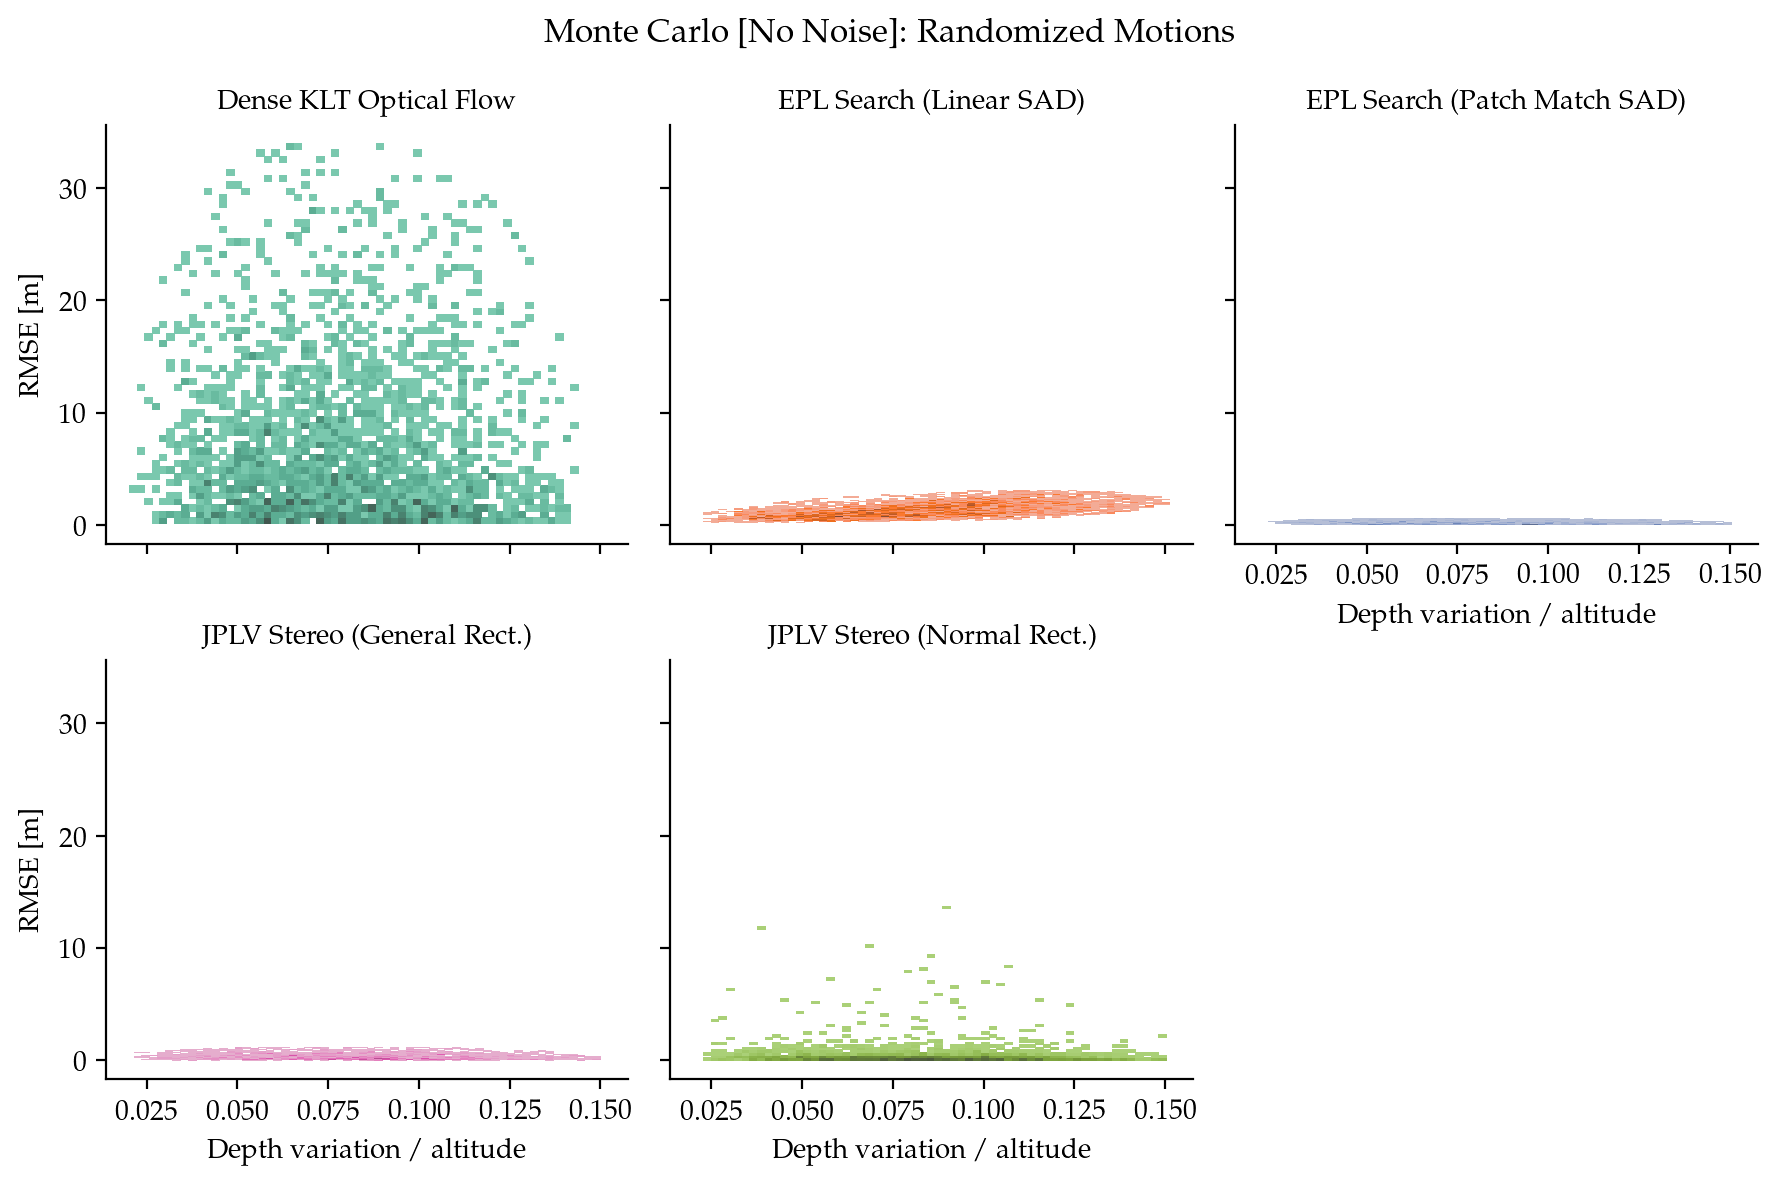 Monte Carlo [No Noise]: Randomized Motions
Dense KLT Optical Flow
EPL Search (Linear SAD)
EPL Search (Patch Match SAD)
RMSE [m]
30
20
10
0
0.025 0.050 0.075 0.100 0.125 0.150
Depth variation / altitude
JPLV Stereo (General Rect.)
JPLV Stereo (Normal Rect.)
RMSE [m]
30
20
10
0
0.025 0.050 0.075 0.100 0.125 0.150
Depth variation / altitude
0.025 0.050 0.075 0.100 0.125 0.150
Depth variation / altitude